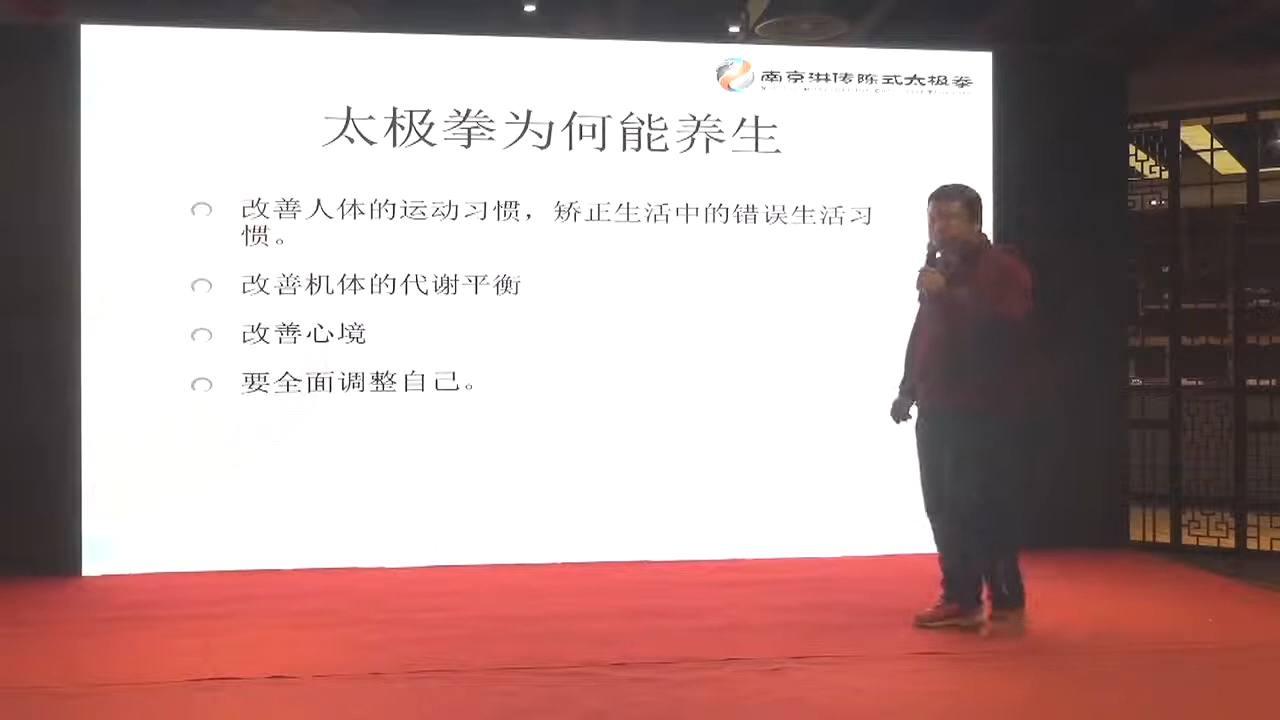 南京洪传陈式太极拳
太极拳为何能养生
改善人体的运动习惯，矫正生活中的错误生活习
惯。
改善机体的代谢平衡
改善心境
要全面调整自己。